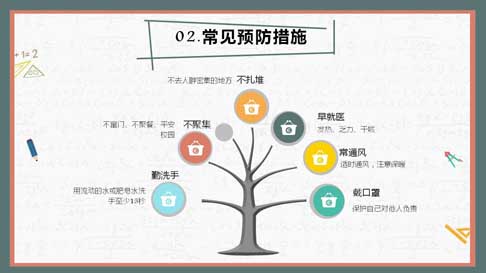 02.常见预防措施
+ 1= 2
不扎堆
不去人群密集的地方
早就医
发热、乏力、干咳
不聚集
不窜门、不聚餐、平安
校园
常通风
适时通风，注意保暖
勤洗手
用流动的水或肥皂水洗
手至少15秒
戴口罩
保护自己对他人负责